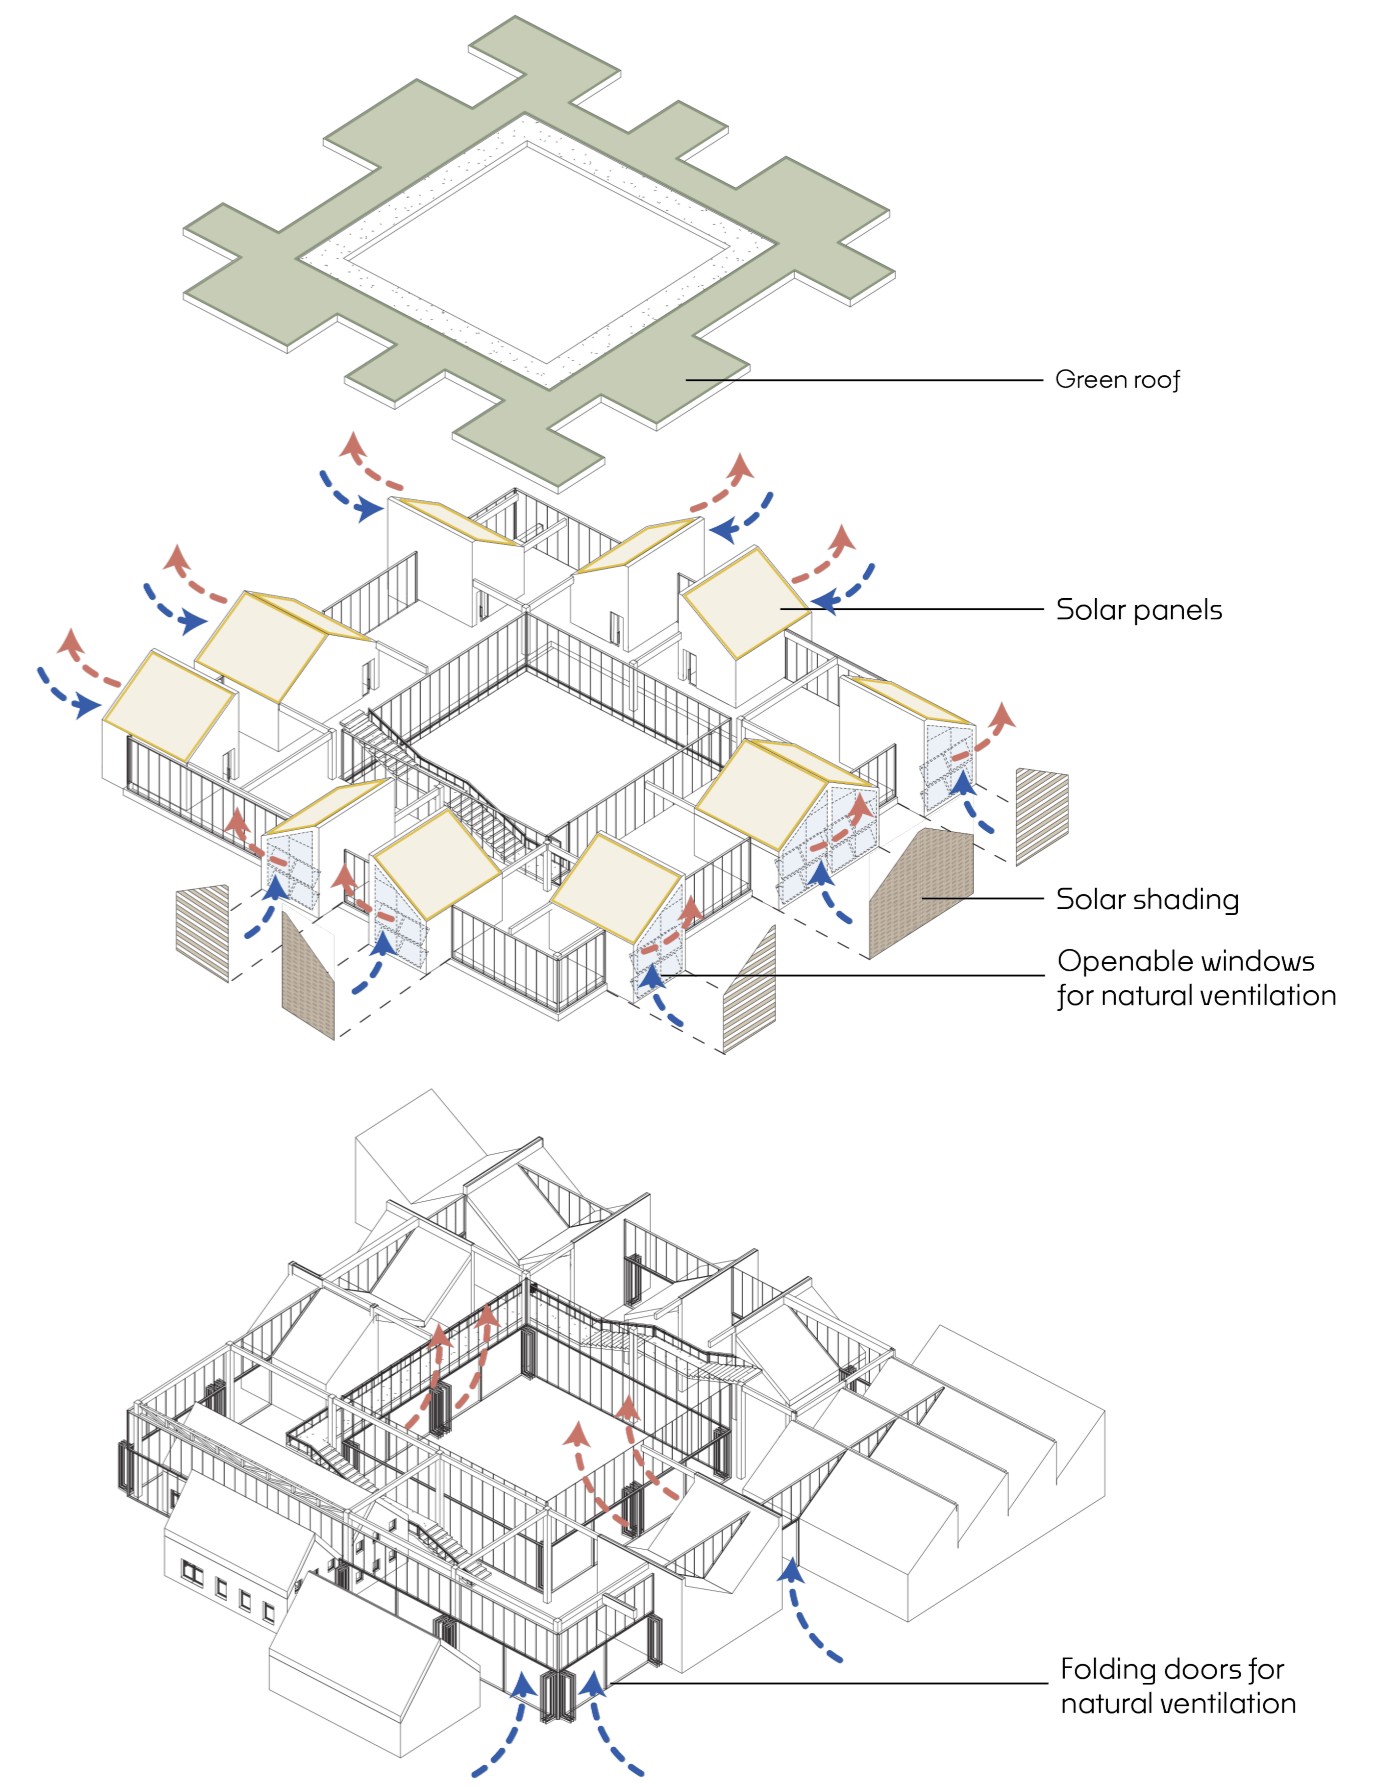 Green roof
Solar panels
Solar shading
Openable windows
for natural ventilation
Folding doors for
natural ventilation